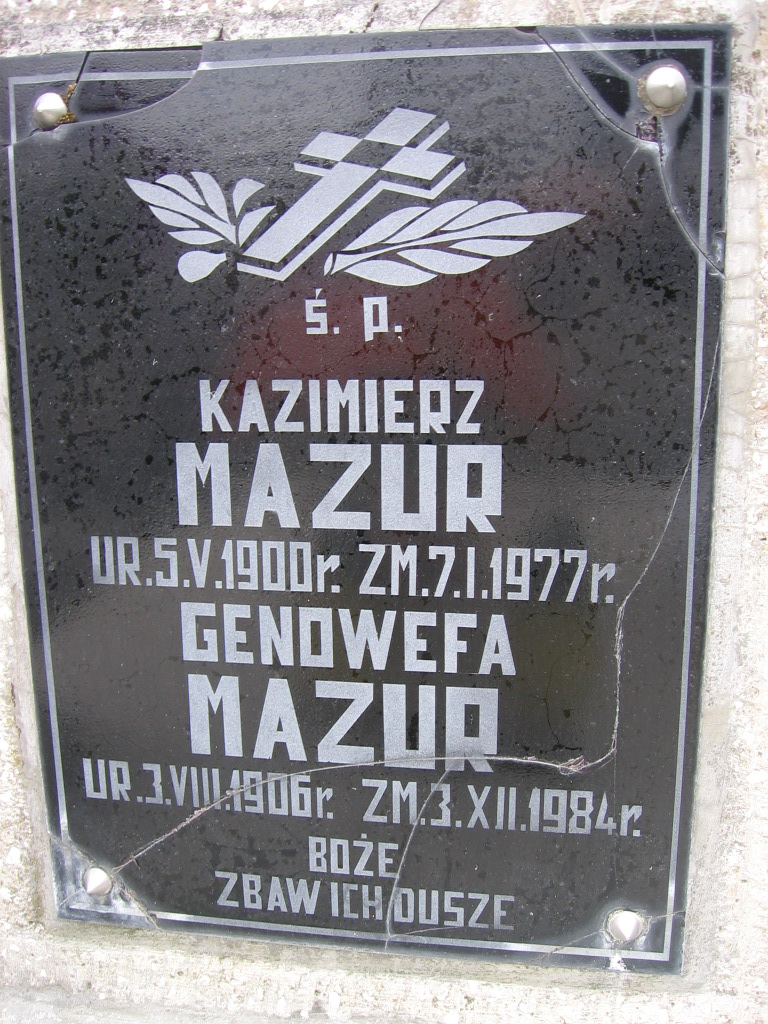 Ś. P.
KAZIMIERZ
MAZUR
UR.5.V.1900r. ZM.7.I.1977r.
GENOWEFA
MAZUR
UR.3.VIII.1906r. ZM.3.XII.1984r.
BOŻE
ZBAW ICH DUSZE